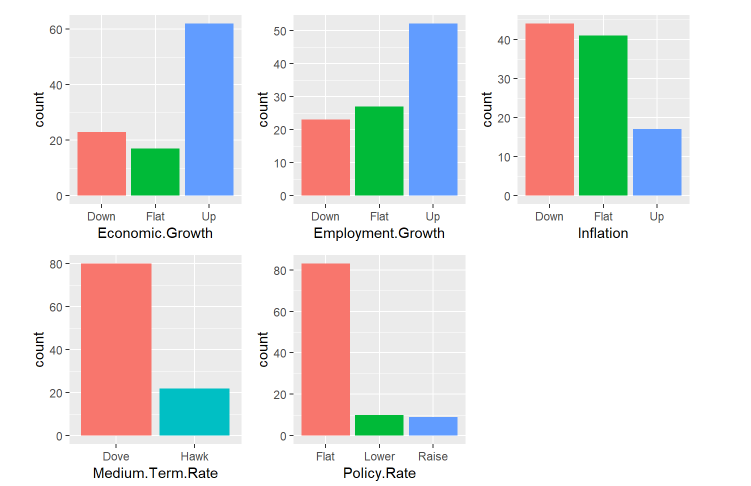 count
60
40
20
0
Down Flat Up
Economic.Growth
count
50
40
30
20
10
0
Down Flat Up
Employment.Growth
count
40
30
20
10
0
Down Flat Up
Inflation
count
80
60
40
20
0
Dove Hawk
Medium.Term.Rate
count
80
60
40
20
0
Flat Lower Raise
Policy.Rate